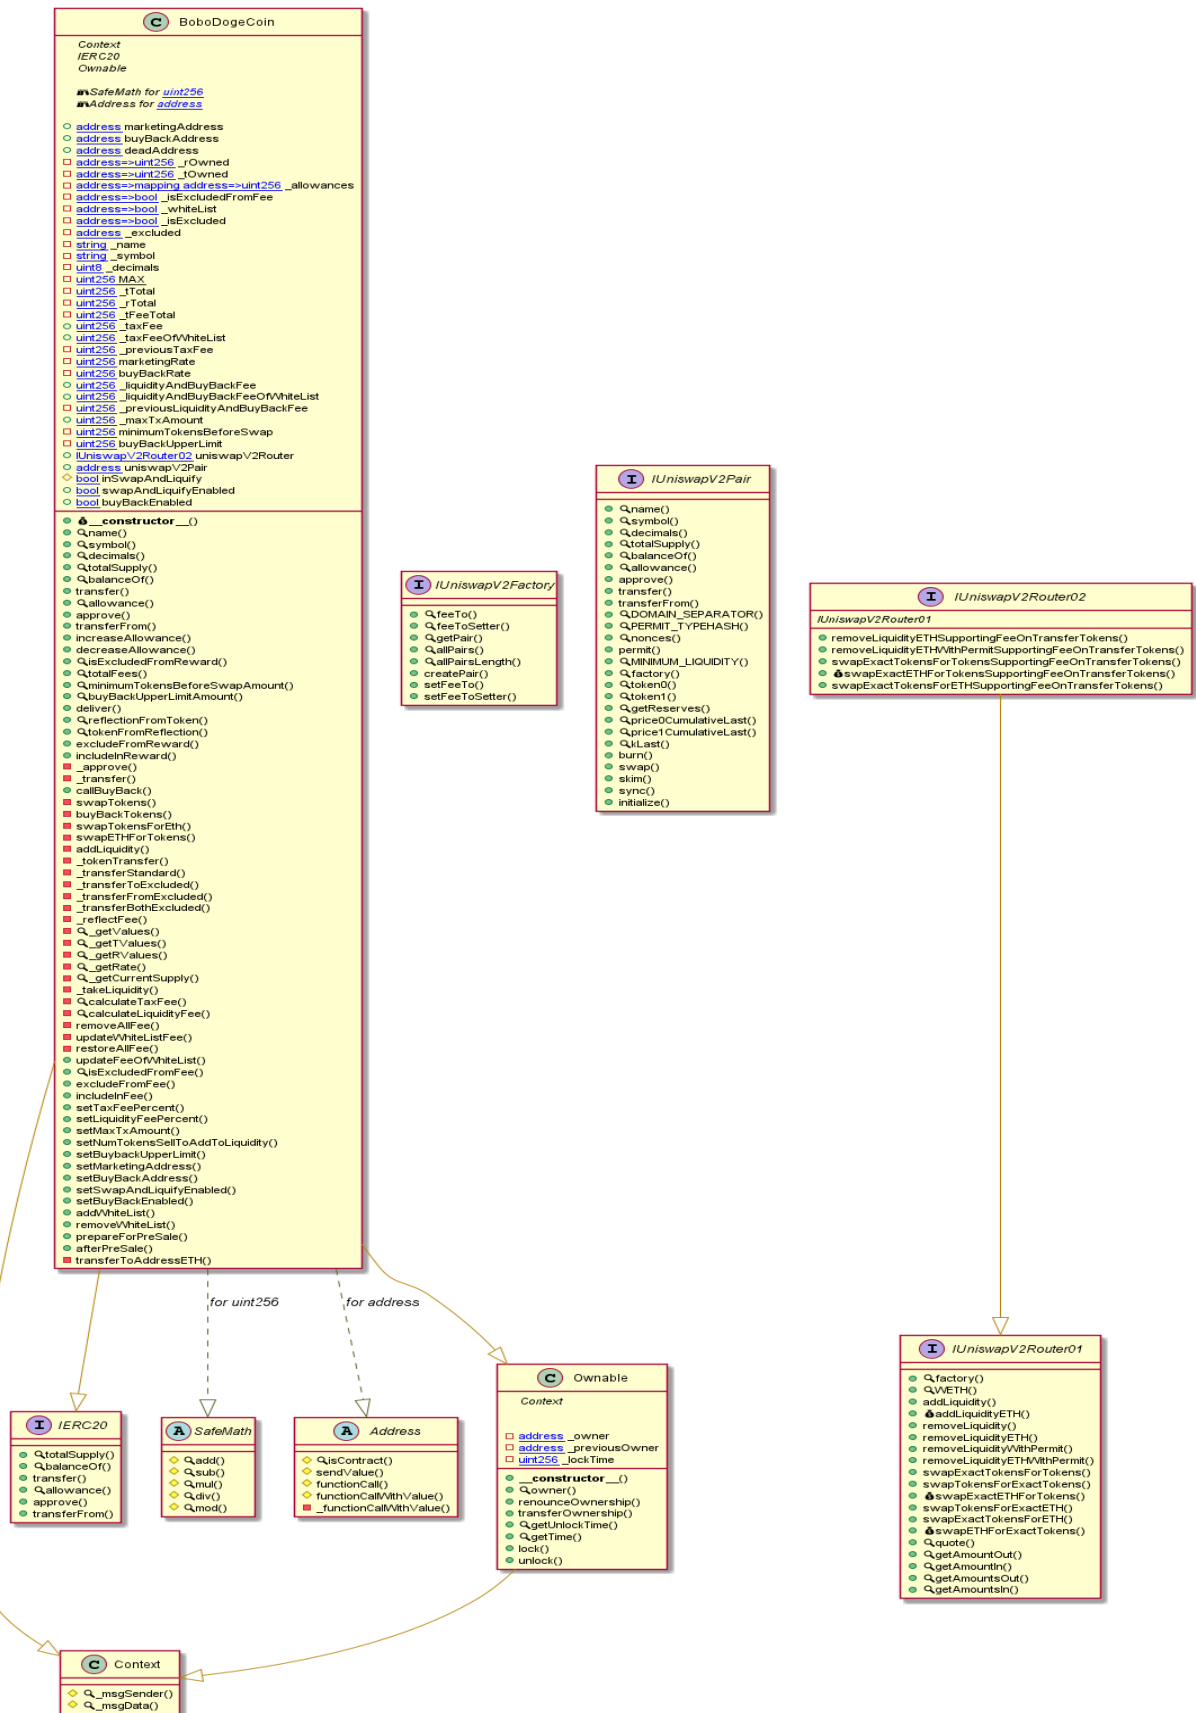 C BoboDogeCoin
Context
IERC20
Ownable
SafeMath for uint256
Address for address
address marketingAddress
address buyBackAddress
address deadAddress
address=>uint256 _rOwned
address=>uint256 _tOwned
address=>mapping address=>uint256 _allowances
address=>bool _isExcludedFromFee
address=>bool _whiteList
address=>bool _isExcluded
address _excluded
string _name
string _symbol
uint8 _decimals
uint256 MAX
uint256 _tTotal
uint256 _rTotal
uint256 _tFeeTotal
uint256 _taxFee
uint256 _taxFeeOfWhiteList
uint256 _previousTaxFee
uint256 marketingRate
uint256 buyBackRate
uint256 _liquidityAndBuyBackFee
uint256 _liquidityAndBuyBackFeeOfWhiteList
uint256 _previousLiquidityAndBuyBackFee
uint256 _maxTxAmount
uint256 minimumTokensBeforeSwap
uint256 buyBackUpperLimit
IUniswapV2Router02 uniswapV2Router
address uniswapV2Pair
bool inSwapAndLiquify
bool swapAndLiquifyEnabled
bool buyBackEnabled
__constructor__()
name()
symbol()
decimals()
totalSupply()
balanceOf()
transfer()
allowance()
approve()
transferFrom()
increaseAllowance()
decreaseAllowance()
isExcludedFromReward()
totalFees()
minimumTokensBeforeSwapAmount()
buyBackUpperLimitAmount()
deliver()
reflectionFromToken()
tokenFromReflection()
excludeFromReward()
includeInReward()
_approve()
_transfer()
callBuyBack()
swapTokens()
buyBackTokens()
swapTokensForEth()
swapETHForTokens()
addLiquidity()
_tokenTransfer()
_transferStandard()
_transferToExcluded()
_transferFromExcluded()
_transferBothExcluded()
_reflectFee()
_getValues()
_getTValues()
_getRValues()
_getRate()
_getCurrentSupply()
_takeLiquidity()
calculateTaxFee()
calculateLiquidityFee()
removeAllFee()
updateWhiteListFee()
restoreAllFee()
updateFeeOfWhiteList()
isExcludedFromFee()
excludeFromFee()
includeInFee()
setTaxFeePercent()
setLiquidityFeePercent()
setMaxTxAmount()
setNumTokensSellToAddToLiquidity()
setBuybackUpperLimit()
setMarketingAddress()
setBuyBackAddress()
setSwapAndLiquifyEnabled()
setBuyBackEnabled()
addWhiteList()
removeWhiteList()
prepareForPreSale()
afterPreSale()
transferToAddressETH()
I IUniswapV2Factory
feeTo()
feeToSetter()
getPair()
allPairs()
allPairsLength()
createPair()
setFeeTo()
setFeeToSetter()
I IUniswapV2Pair
name()
symbol()
decimals()
totalSupply()
balanceOf()
allowance()
approve()
transfer()
transferFrom()
DOMAIN_SEPARATOR()
PERMIT_TYPEHASH()
nonces()
permit()
MINIMUM_LIQUIDITY()
factory()
token0()
token1()
getReserves()
price0CumulativeLast()
price1CumulativeLast()
kLast()
burn()
swap()
skim()
sync()
initialize()
I IUniswapV2Router02
IUniswapV2Router01
removeLiquidityETHSupportingFeeOnTransferTokens()
removeLiquidityETHWithPermitSupportingFeeOnTransferTokens()
swapExactTokensForTokensSupportingFeeOnTransferTokens()
swapExactETHForTokensSupportingFeeOnTransferTokens()
swapExactTokensForETHSupportingFeeOnTransferTokens()
for uint256
for address
I IERC20
totalSupply()
balanceOf()
transfer()
allowance()
approve()
transferFrom()
A SafeMath
add()
sub()
mul()
div()
mod()
A Address
isContract()
sendValue()
functionCall()
functionCallWithValue()
_functionCallWithValue()
C Ownable
Context
address _owner
address _previousOwner
uint256 _lockTime
__constructor__()
owner()
renounceOwnership()
transferOwnership()
getUnlockTime()
getTime()
lock()
unlock()
I IUniswapV2Router01
factory()
WETH()
addLiquidity()
addLiquidityETH()
removeLiquidity()
removeLiquidityETH()
removeLiquidityWithPermit()
removeLiquidityETHWithPermit()
swapExactTokensForTokens()
swapTokensForExactTokens()
swapExactETHForTokens()
swapTokensForExactETH()
swapExactTokensForETH()
swapETHForExactTokens()
quote()
getAmountOut()
getAmountIn()
getAmountsOut()
getAmountsIn()
C Context
_msgSender()
_msgData()